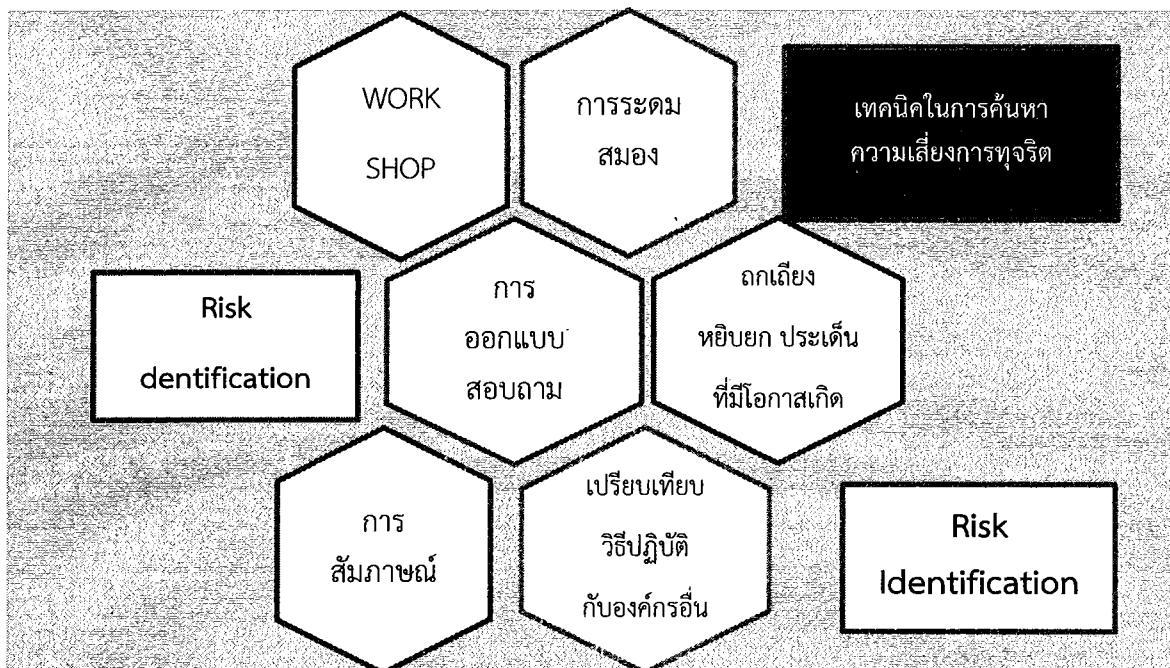 WORK
SHOP
การระดม
สมอง
เทคนิคในการค้นหา
ความเสี่ยงการทุจริต
Risk
dentification
การ
ออกแบบ
สอบถาม
ถกเถียง
หยิบยก ประเด็น
ที่มีโอกาสเกิด
การ
สัมภาษณ์
เปรียบเทียบ
วิธีปฏิบัติ
กับองค์กรอื่น
Risk
Identification